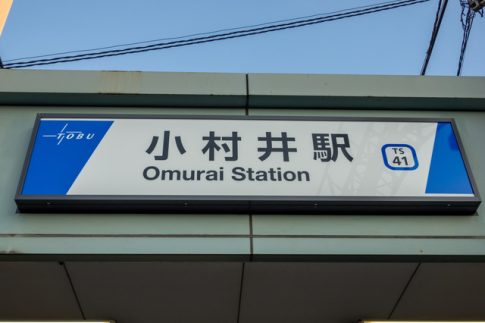 TOBU
小村井駅
Omurai Station
TS
41